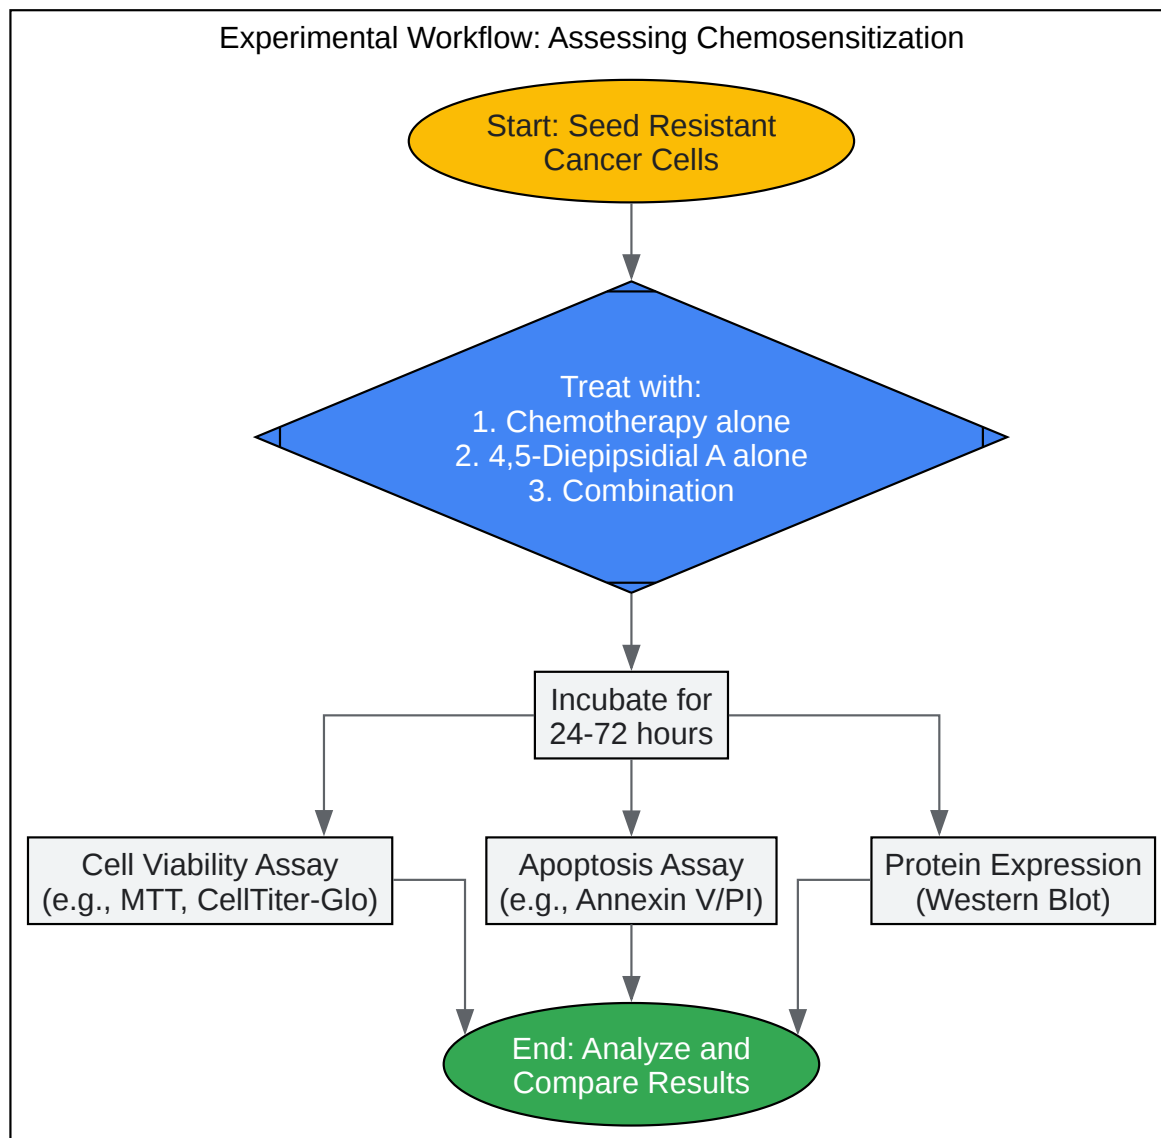 Experimental Workflow: Assessing Chemosensitization
Start: Seed Resistant
Cancer Cells
Treat with:
1. Chemotherapy alone
2. 4,5-Diepipsidial A alone
3. Combination
Incubate for
24-72 hours
Cell Viability Assay
(e.g., MTT, CellTiter-Glo)
Apoptosis Assay
(e.g., Annexin V/PI)
Protein Expression
(Western Blot)
End: Analyze and
Compare Results